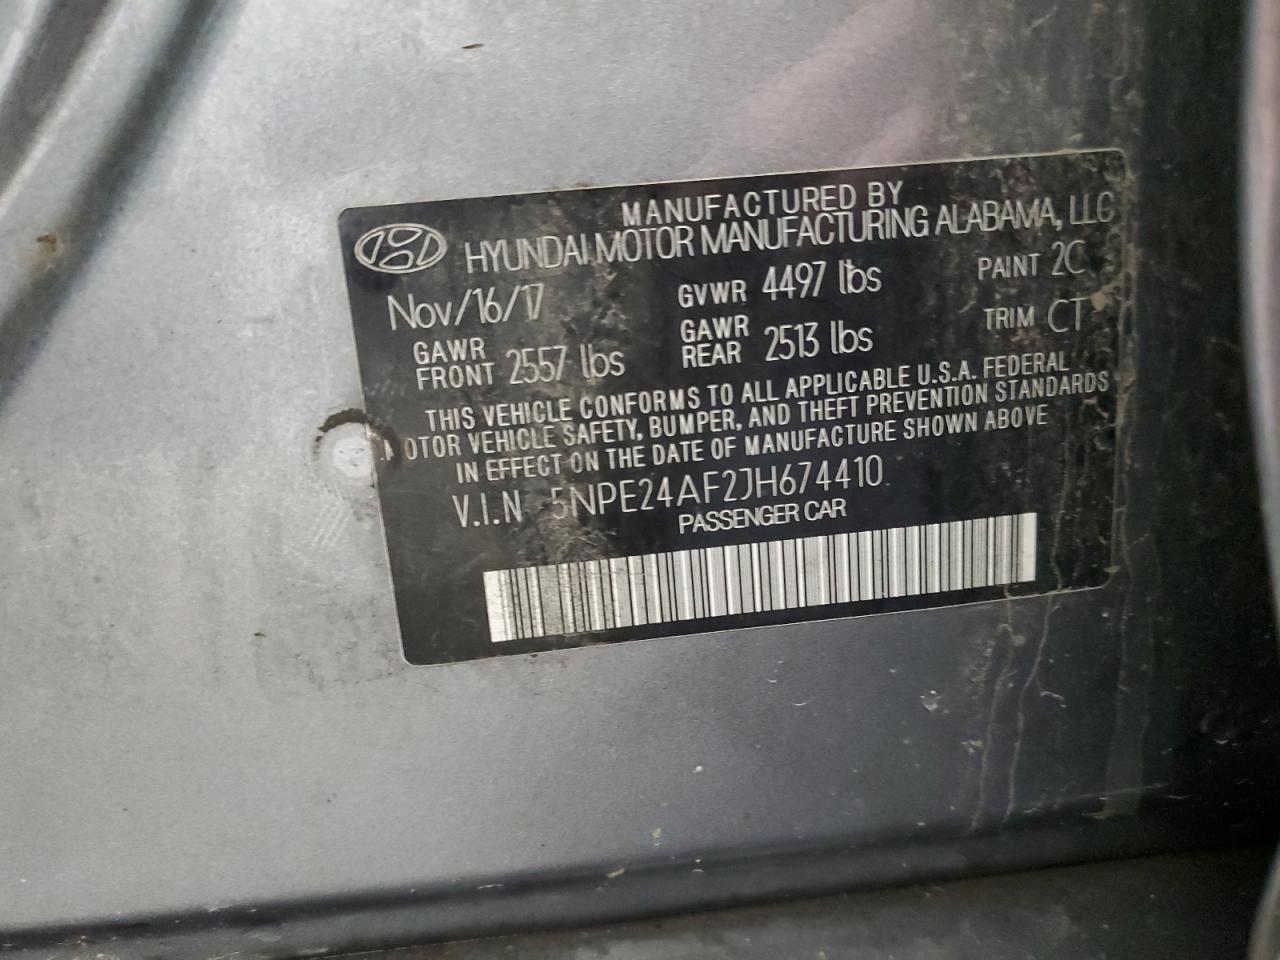 MANUFACTURED BY
HYUNDAI MOTOR MANUFACTURING ALABAMA, LLC
Nov/16/17 GVWR 4497 lbs PAINT 2C
GAWR FRONT 2557 lbs GAWR REAR 2513 lbs TRIM CT
THIS VEHICLE CONFORMS TO ALL APPLICABLE U.S.A. FEDERAL
OTOR VEHICLE SAFETY, BUMPER, AND THEFT PREVENTION STANDARDS
IN EFFECT ON THE DATE OF MANUFACTURE SHOWN ABOVE
V.I.N 5NPE24AF2JH674410
PASSENGER CAR